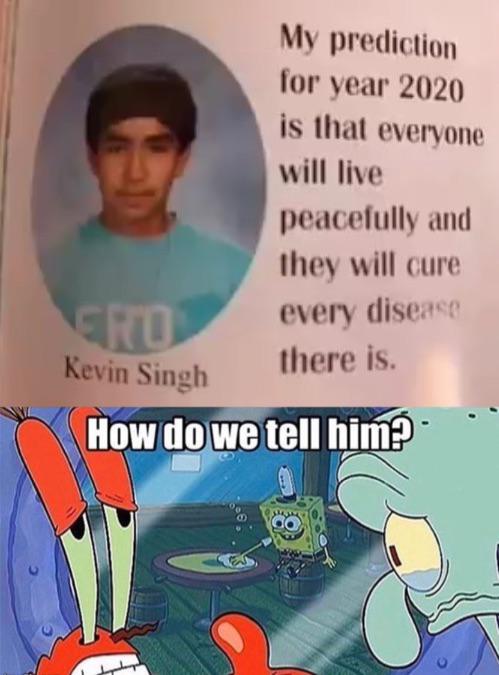 My prediction
for year 2020
is that everyone
will live
peacefully and
they will cure
every disease
there is.
ERO
Kevin Singh
How do we tell him?